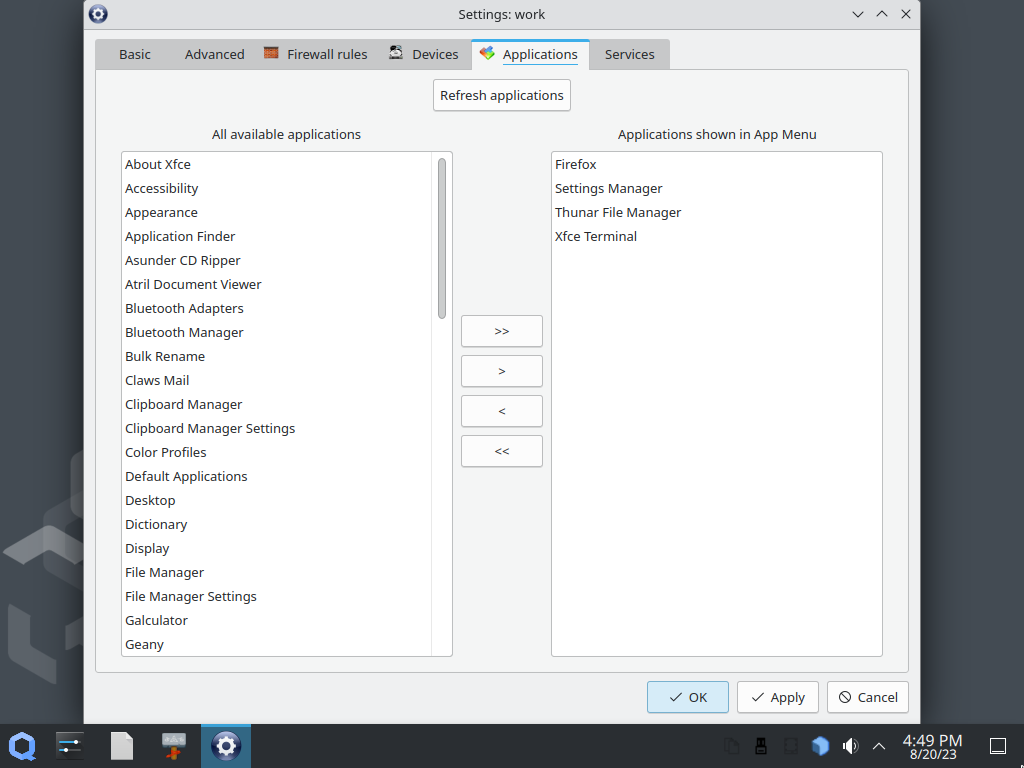 Settings: work
Basic
Advanced
Firewall rules
Devices
Applications
Services
Refresh applications
All available applications
About Xfce
Accessibility
Appearance
Application Finder
Asunder CD Ripper
Atril Document Viewer
Bluetooth Adapters
Bluetooth Manager
Bulk Rename
Claws Mail
Clipboard Manager
Clipboard Manager Settings
Color Profiles
Default Applications
Desktop
Dictionary
Display
File Manager
File Manager Settings
Galculator
Geany
>>
>
<
<<
Applications shown in App Menu
Firefox
Settings Manager
Thunar File Manager
Xfce Terminal
OK
Apply
Cancel
4:49 PM
8/20/23